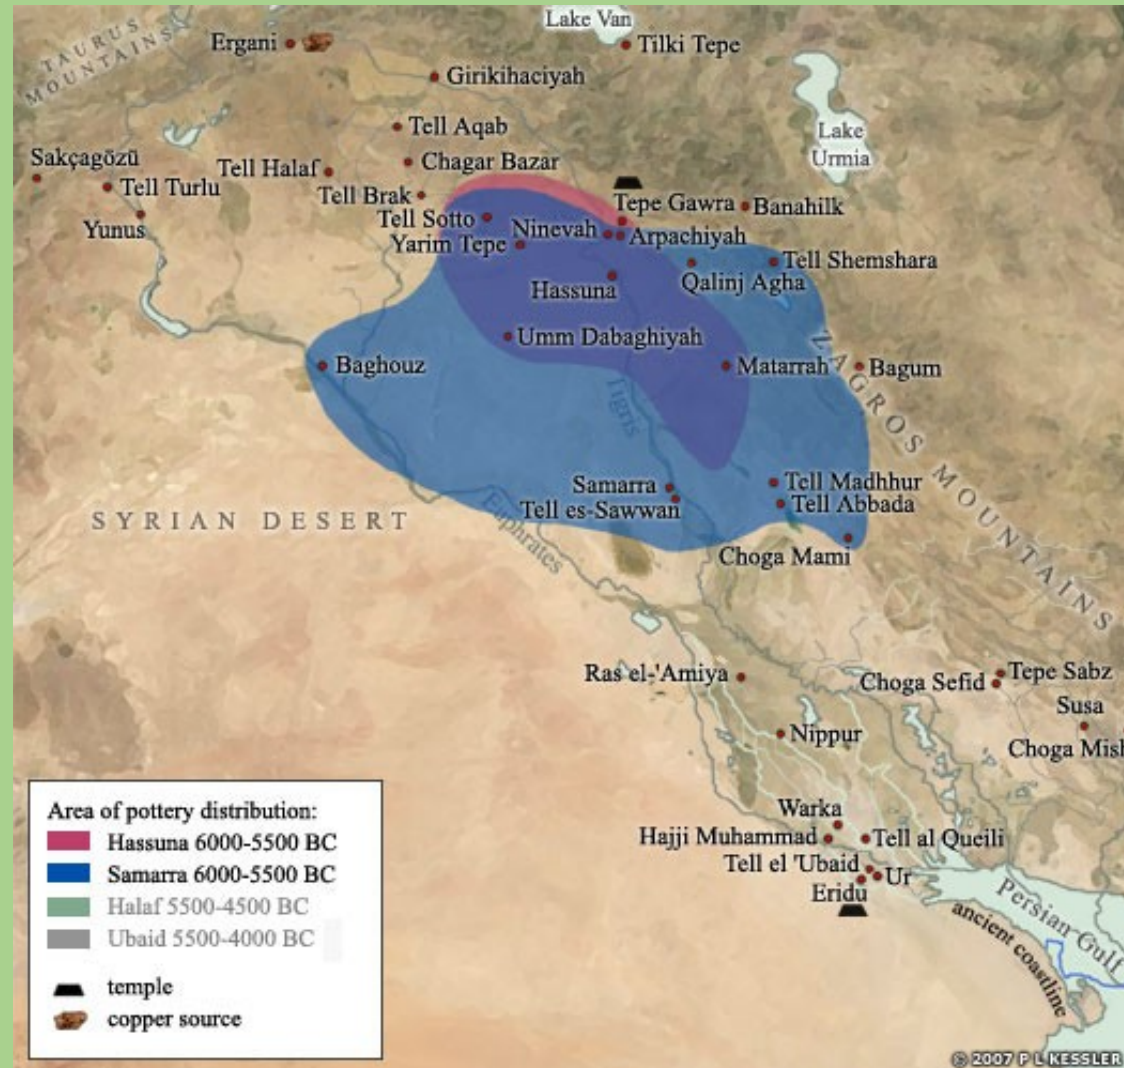 Lake Van
TAURUS
MOUNTAINS
Ergani
Tilki Tepe
Girikihaciyah
Lake
Urmia
Tell Aqab
Sakçagözü
Tell Halaf
Chagar Bazar
Tell Turlu
Tell Brak
Tepe Gawra
Banahilk
Yunus
Tell Sotto
Ninevah
Arpachiyah
Yarim Tepe
Tell Shemshara
Qalinj Agha
Hassuna
Umm Dabaghiyah
Baghouz
Matarrah
Bagum
Tigris
ZAGROS MOUNTAINS
Samarra
Tell Madhhur
Tell es-Sawwan
Tell Abbada
SYRIAN DESERT
Euphrates
Choga Mami
Ras el-'Amiya
Choga Sefid
Tepe Sabz
Susa
Nippur
Choga Mish
Warka
Hajji Muhammad
Tell al Queili
Tell el 'Ubaid
Ur
Eridu
Persian Gulf
ancient coastline
Area of pottery distribution:
Hassuna 6000-5500 BC
Samarra 6000-5500 BC
Halaf 5500-4500 BC
Ubaid 5500-4000 BC
temple
copper source
© 2007 P L KESSLER